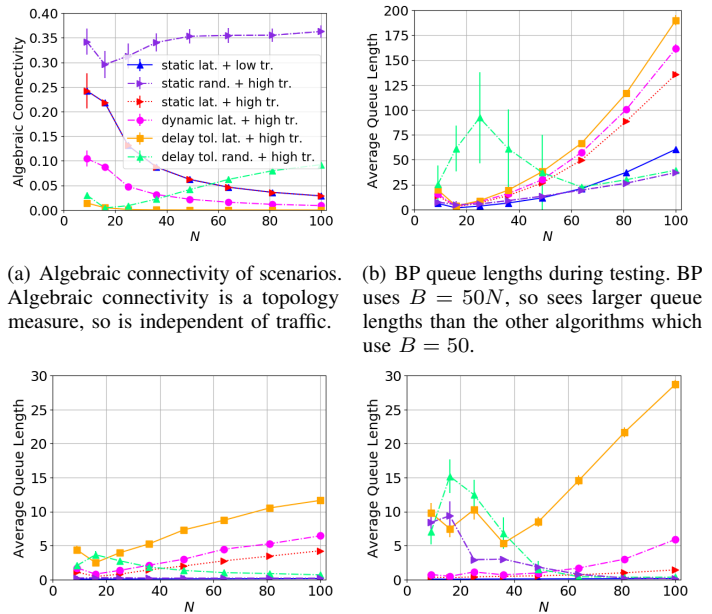 0.40
0.35
0.30
0.25
0.20
0.15
0.10
0.05
0.00
Algebraic Connectivity
static lat. + low tr.
static rand. + high tr.
static lat. + high tr.
dynamic lat. + high tr.
delay tol. lat. + high tr.
delay tol. rand. + high tr.
0 20 40 60 80 100
N
200
175
150
125
100
75
50
25
0
Average Queue Length
0 20 40 60 80 100
N
(a) Algebraic connectivity of scenarios.
Algebraic connectivity is a topology
measure, so is independent of traffic.
(b) BP queue lengths during testing. BP
uses B = 50N, so sees larger queue
lengths than the other algorithms which
use B = 50.
30
25
20
15
10
5
0
Average Queue Length
0 20 40 60 80 100
N
30
25
20
15
10
5
0
Average Queue Length
0 20 40 60 80 100
N